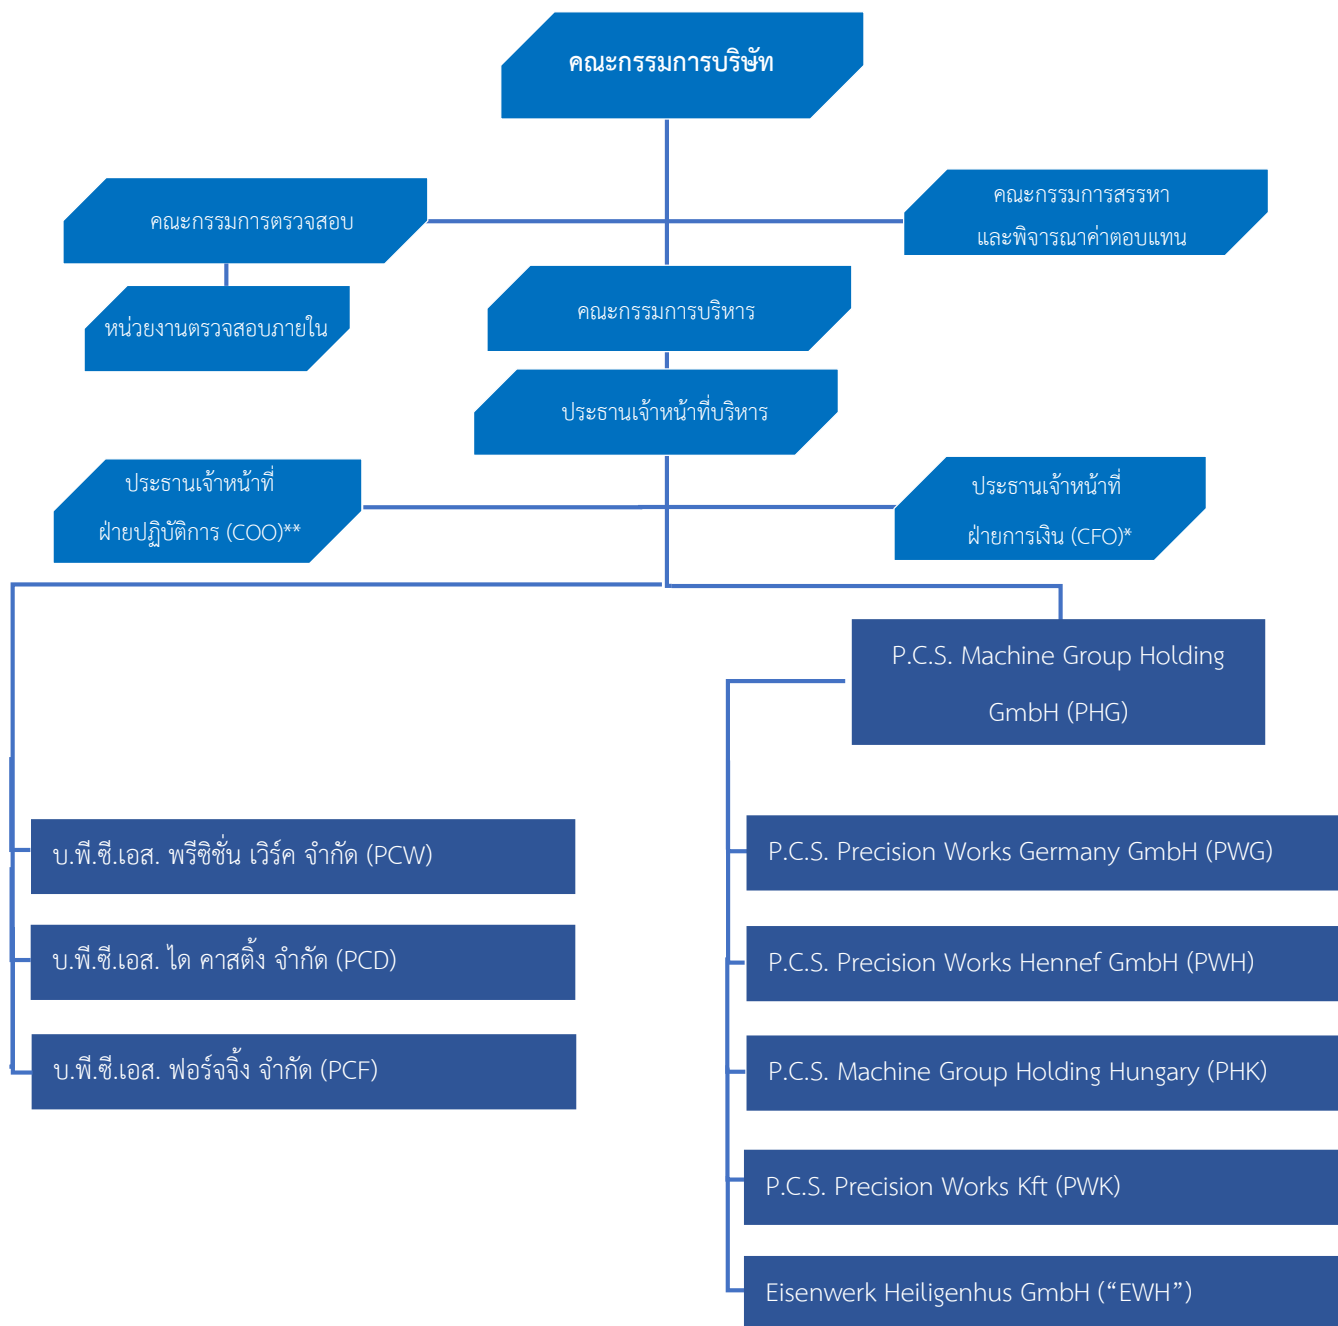 คณะกรรมการบริษัท
คณะกรรมการตรวจสอบ
คณะกรรมการสรรหา
และพิจารณาค่าตอบแทน
หน่วยงานตรวจสอบภายใน
คณะกรรมการบริหาร
ประธานเจ้าหน้าที่บริหาร
ประธานเจ้าหน้าที่
ฝ่ายปฏิบัติการ (COO)**
ประธานเจ้าหน้าที่
ฝ่ายการเงิน (CFO)*
P.C.S. Machine Group Holding
GmbH (PHG)
บ.พี.ซี.เอส. พรีซิชั่น เวิร์ค จำกัด (PCW)
บ.พี.ซี.เอส. ได คาสติ้ง จำกัด (PCD)
บ.พี.ซี.เอส. ฟอร์จจิ้ง จำกัด (PCF)
P.C.S. Precision Works Germany GmbH (PWG)
P.C.S. Precision Works Hennef GmbH (PWH)
P.C.S. Machine Group Holding Hungary (PHK)
P.C.S. Precision Works Kft (PWK)
Eisenwerk Heiligenhus GmbH (“EWH”)